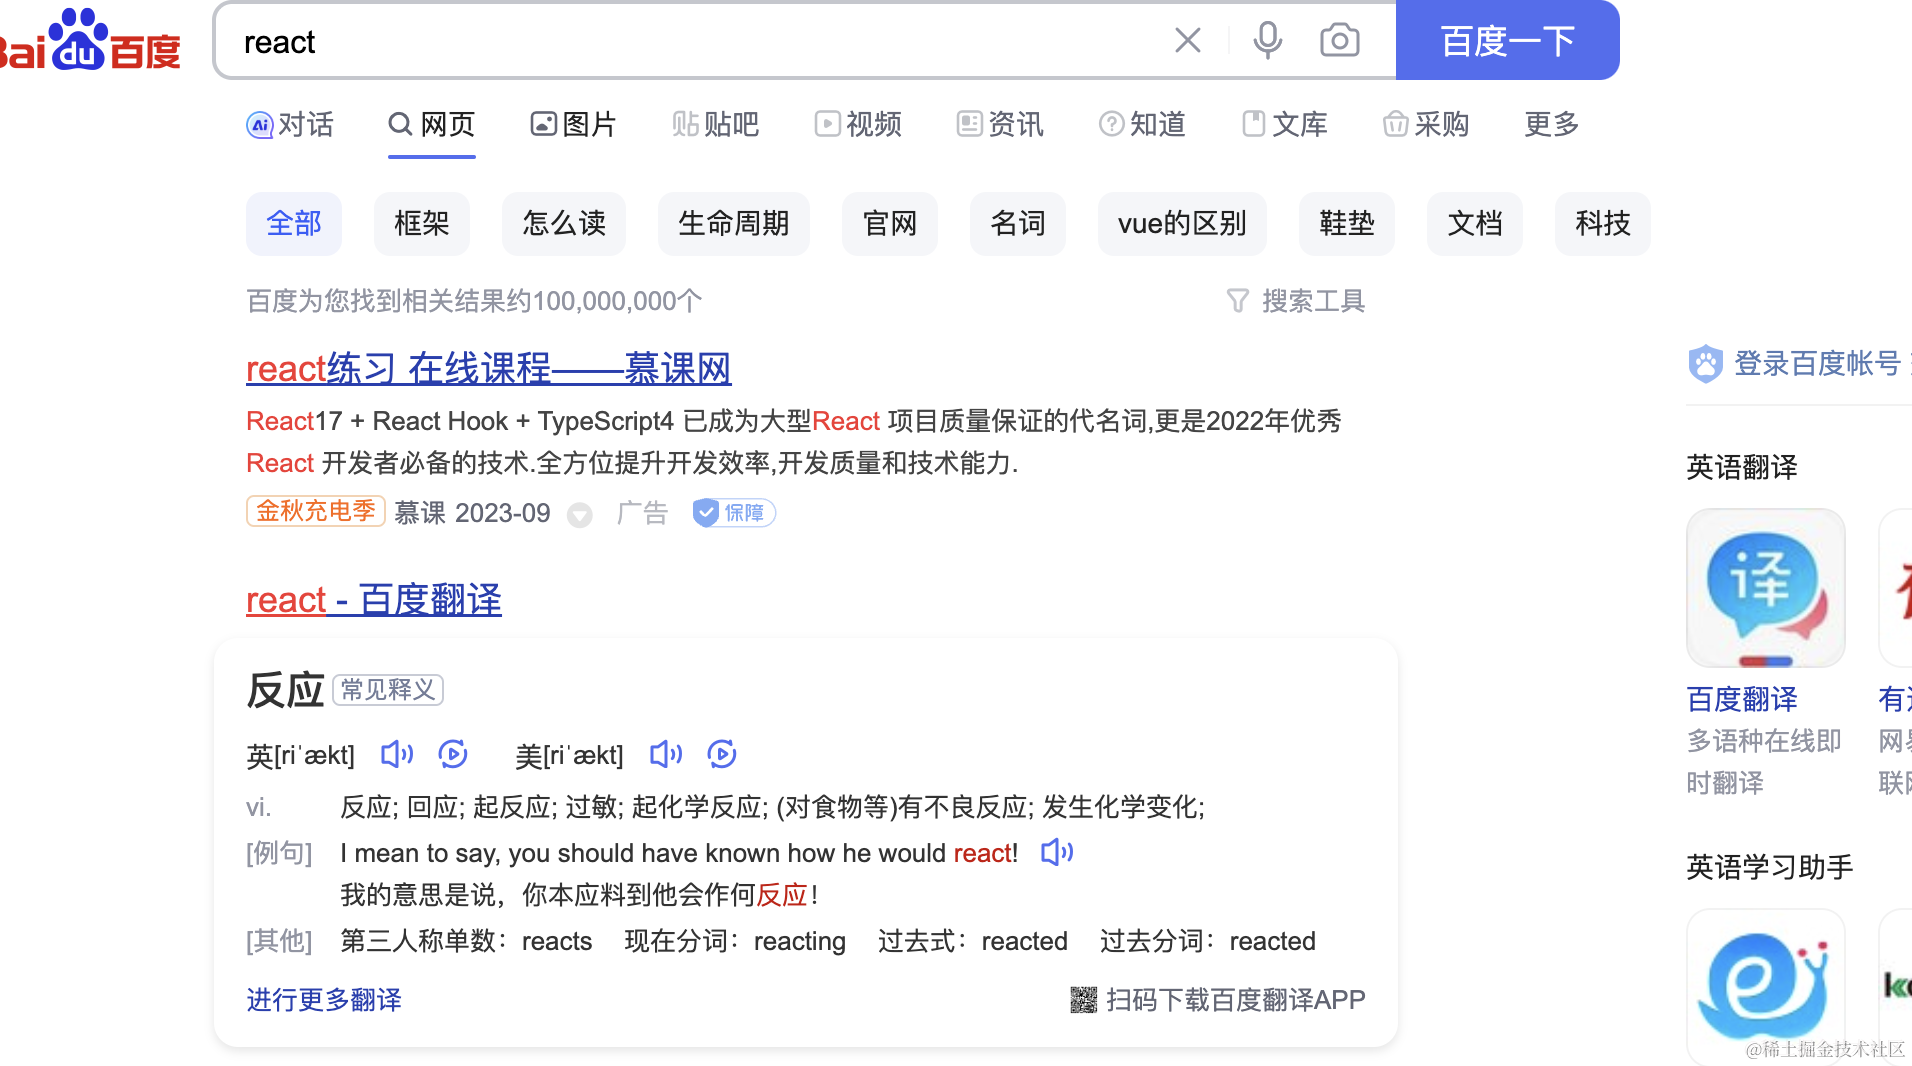 Bai du 百度
react
百度一下
Ai 对话 网页 图片 贴 贴吧 视频 资讯 知道 文库 采购 更多
全部 框架 怎么读 生命周期 官网 名词 vue的区别 鞋垫 文档 科技
百度为您找到相关结果约100,000,000个 搜索工具
react练习 在线课程——慕课网
React17 + React Hook + TypeScript4 已成为大型React 项目质量保证的代名词,更是2022年优秀
React 开发者必备的技术.全方位提升开发效率,开发质量和技术能力.
金秋充电季 慕课 2023-09 广告 保障
react - 百度翻译
反应 常见释义
英[riˈækt] 美[riˈækt]
vi. 反应; 回应; 起反应; 过敏; 起化学反应; (对食物等)有不良反应; 发生化学变化;
[例句] I mean to say, you should have known how he would react!
我的意思是说，你本应料到他会作何反应！
[其他] 第三人称单数：reacts 现在分词：reacting 过去式：reacted 过去分词：reacted
进行更多翻译 扫码下载百度翻译APP
登录百度帐号
英语翻译
译
百度翻译 有
多语种在线即 网
时翻译 联
英语学习助手
e
@稀土掘金技术社区